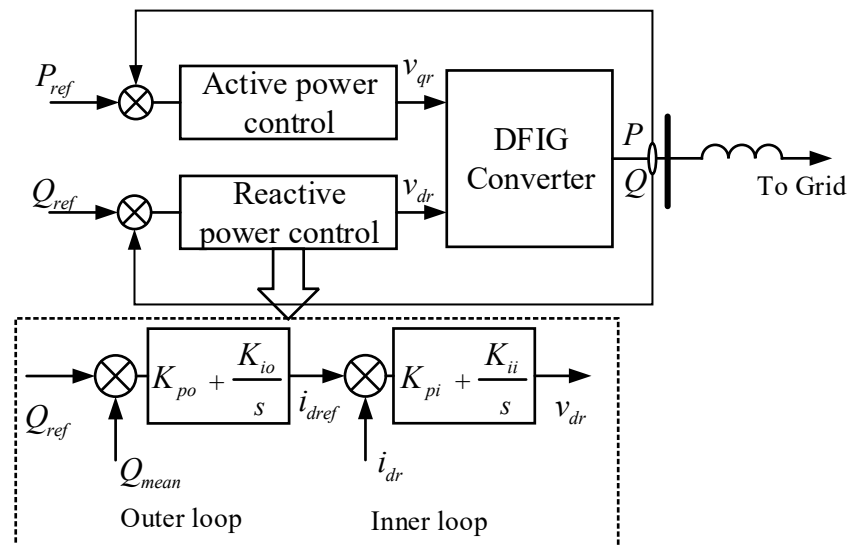 P_ref
Active power
control
v_qr
DFIG
Converter
P
Q
To Grid
Q_ref
Reactive
power control
v_dr
Q_ref
Q_mean
K_po + K_io / s
i_dref
i_dr
K_pi + K_ii / s
v_dr
Outer loop
Inner loop